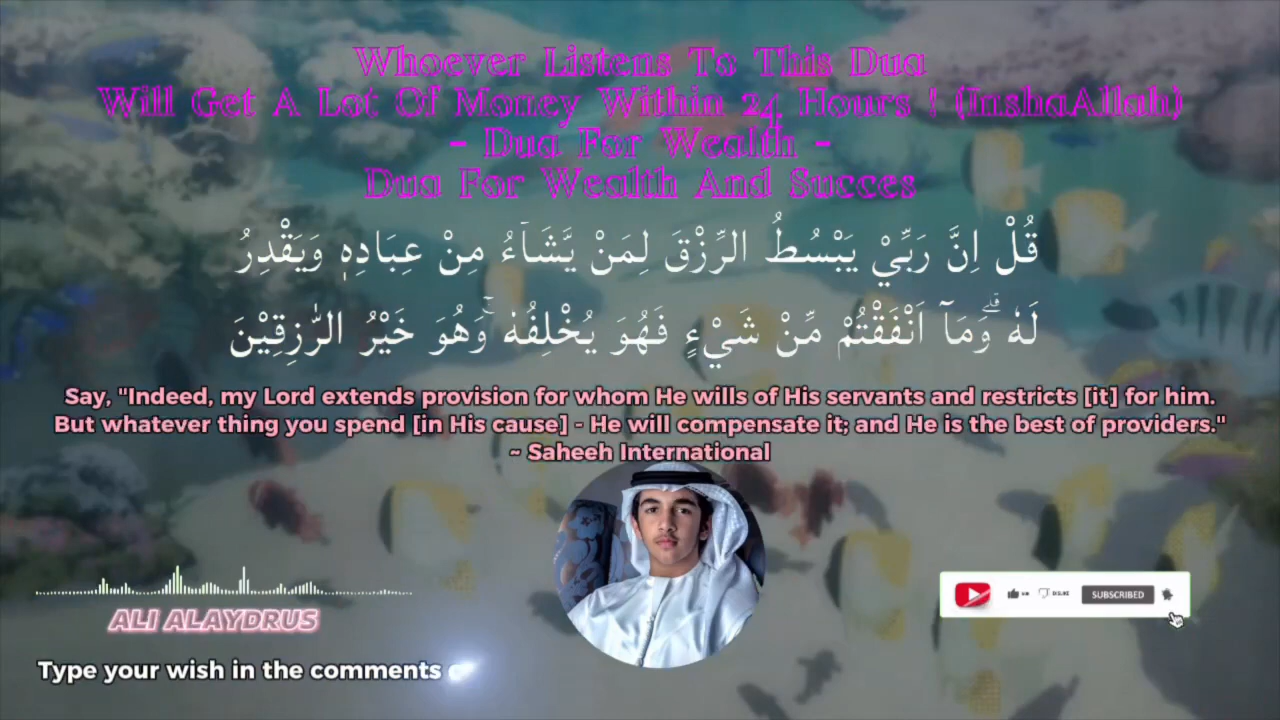 Whoever Listens To This Dua
Will Get A Lot Of Money Within 24 Hours ! (InshaAllah)
- Dua For Wealth -
Dua For Wealth And Succes
قُلْ اِنَّ رَبِّيْ يَبْسُطُ الرِّزْقَ لِمَنْ يَّشَاۤءُ مِنْ عِبَادِهٖ وَيَقْدِرُ
لَهٗ ۗوَمَآ اَنْفَقْتُمْ مِّنْ شَيْءٍ فَهُوَ يُخْلِفُهٗ ۚوَهُوَ خَيْرُ الرّٰزِقِيْنَ
Say, "Indeed, my Lord extends provision for whom He wills of His servants and restricts [it] for him.
But whatever thing you spend [in His cause] - He will compensate it; and He is the best of providers."
~ Saheeh International
SUBSCRIBED
ALI ALAYDRUS
Type your wish in the comments